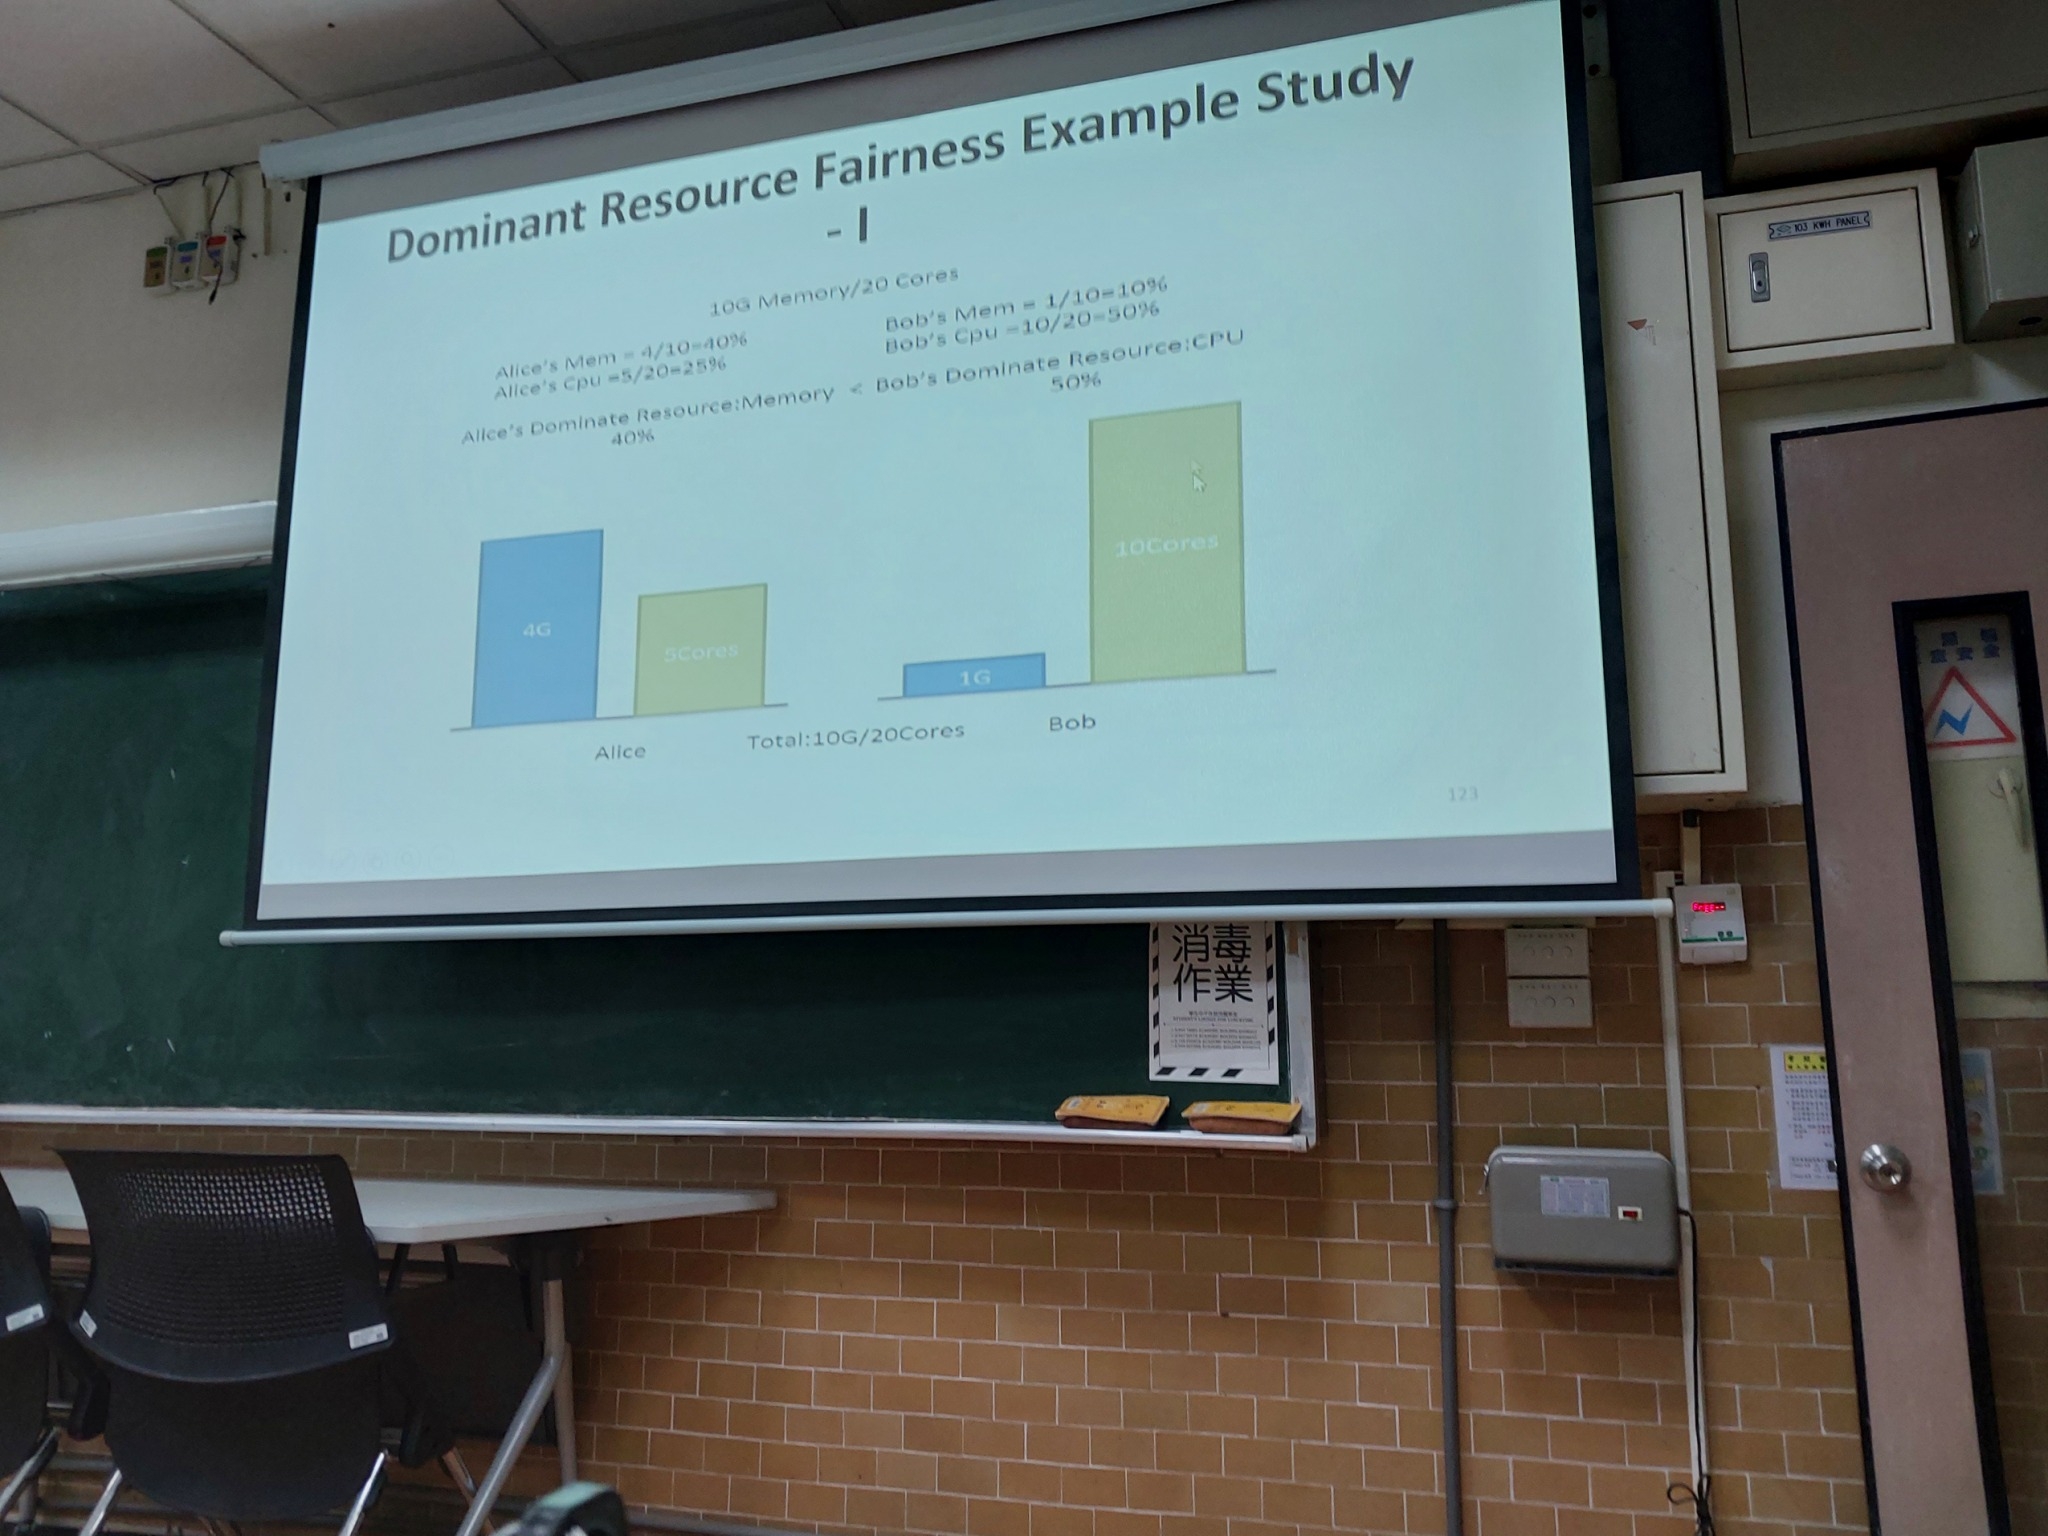 Dominant Resource Fairness Example Study
- I
10G Memory/20 Cores
Alice's Mem = 4/10=40%
Alice's Cpu =5/20=25%
Bob's Mem = 1/10=10%
Bob's Cpu =10/20=50%
Alice's Dominate Resource:Memory < Bob's Dominate Resource:CPU
40%
50%
4G
5Cores
1G
10Cores
Alice
Total:10G/20Cores
Bob
123
103 KWH PANEL
消毒
作業